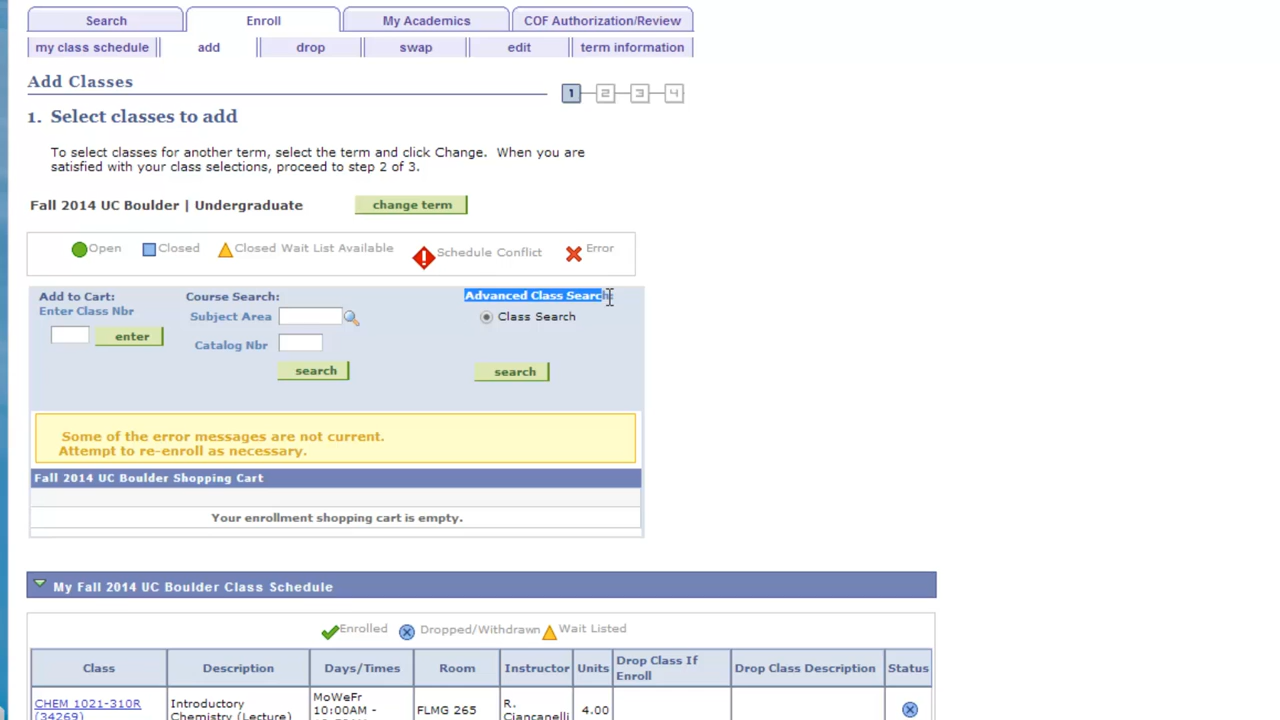 Search Enroll My Academics COF Authorization/Review
my class schedule add drop swap edit term information
Add Classes
1 2 3 4
1. Select classes to add
To select classes for another term, select the term and click Change. When you are
satisfied with your class selections, proceed to step 2 of 3.
Fall 2014 UC Boulder | Undergraduate change term
Open Closed Closed Wait List Available Schedule Conflict Error
Add to Cart: Course Search: Advanced Class Search
Enter Class Nbr Subject Area Class Search
enter Catalog Nbr
search search
Some of the error messages are not current.
Attempt to re-enroll as necessary.
Fall 2014 UC Boulder Shopping Cart
Your enrollment shopping cart is empty.
My Fall 2014 UC Boulder Class Schedule
Enrolled Dropped/Withdrawn Wait Listed
Class Description Days/Times Room Instructor Units Drop Class If Enroll Drop Class Description Status
CHEM 1021-310R Introductory MoWeFr 10:00AM - FLMG 265 R. 4.00
(34269) Chemistry (Lecture) Ciancanelli